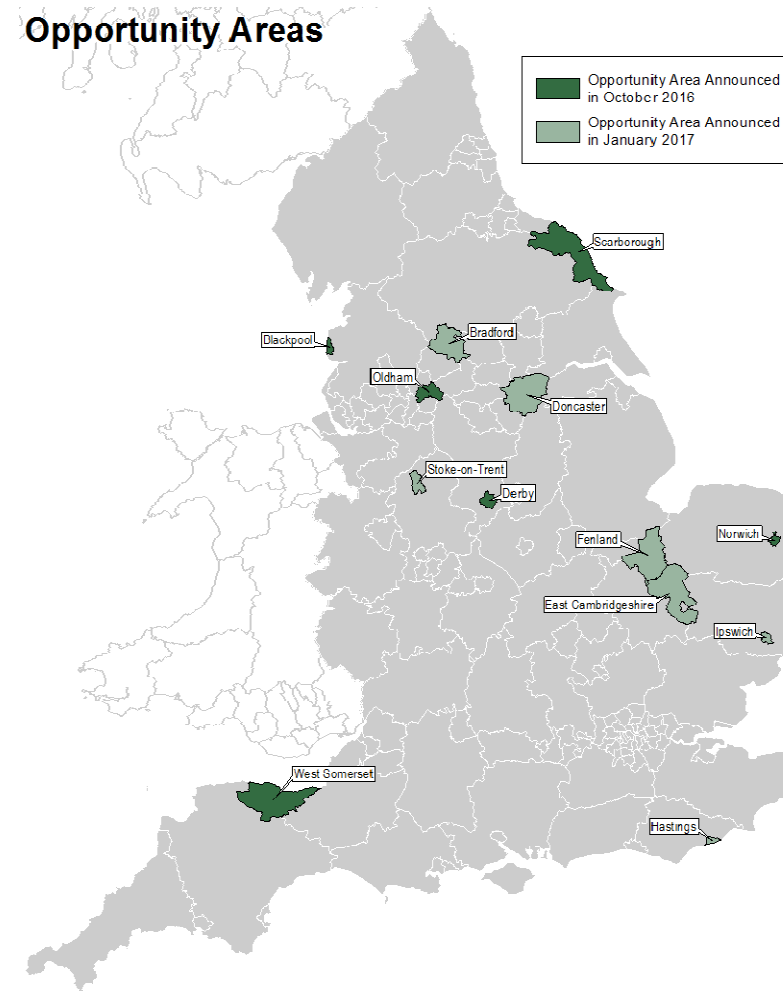 Opportunity Areas
Opportunity Area Announced
in October 2016
Opportunity Area Announced
in January 2017
Scarborough
Bradford
Blackpool
Oldham
Doncaster
Stoke-on-Trent
Derby
Norwich
Fenland
East Cambridgeshire
Ipswich
West Somerset
Hastings